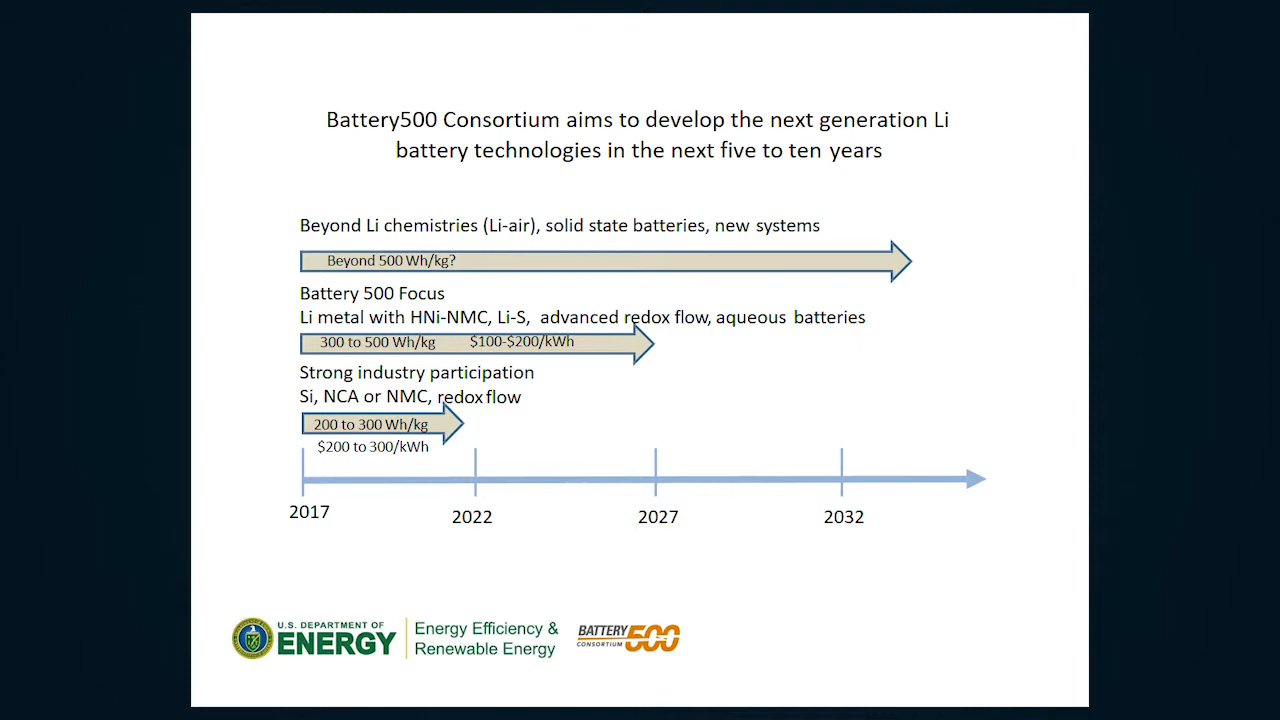 Battery500 Consortium aims to develop the next generation Li
battery technologies in the next five to ten years
Beyond Li chemistries (Li-air), solid state batteries, new systems
Beyond 500 Wh/kg?
Battery 500 Focus
Li metal with HNi-NMC, Li-S, advanced redox flow, aqueous batteries
300 to 500 Wh/kg $100-$200/kWh
Strong industry participation
Si, NCA or NMC, redox flow
200 to 300 Wh/kg
$200 to 300/kWh
2017 2022 2027 2032
U.S. DEPARTMENT OF
ENERGY
Energy Efficiency &
Renewable Energy
BATTERY 500
CONSORTIUM